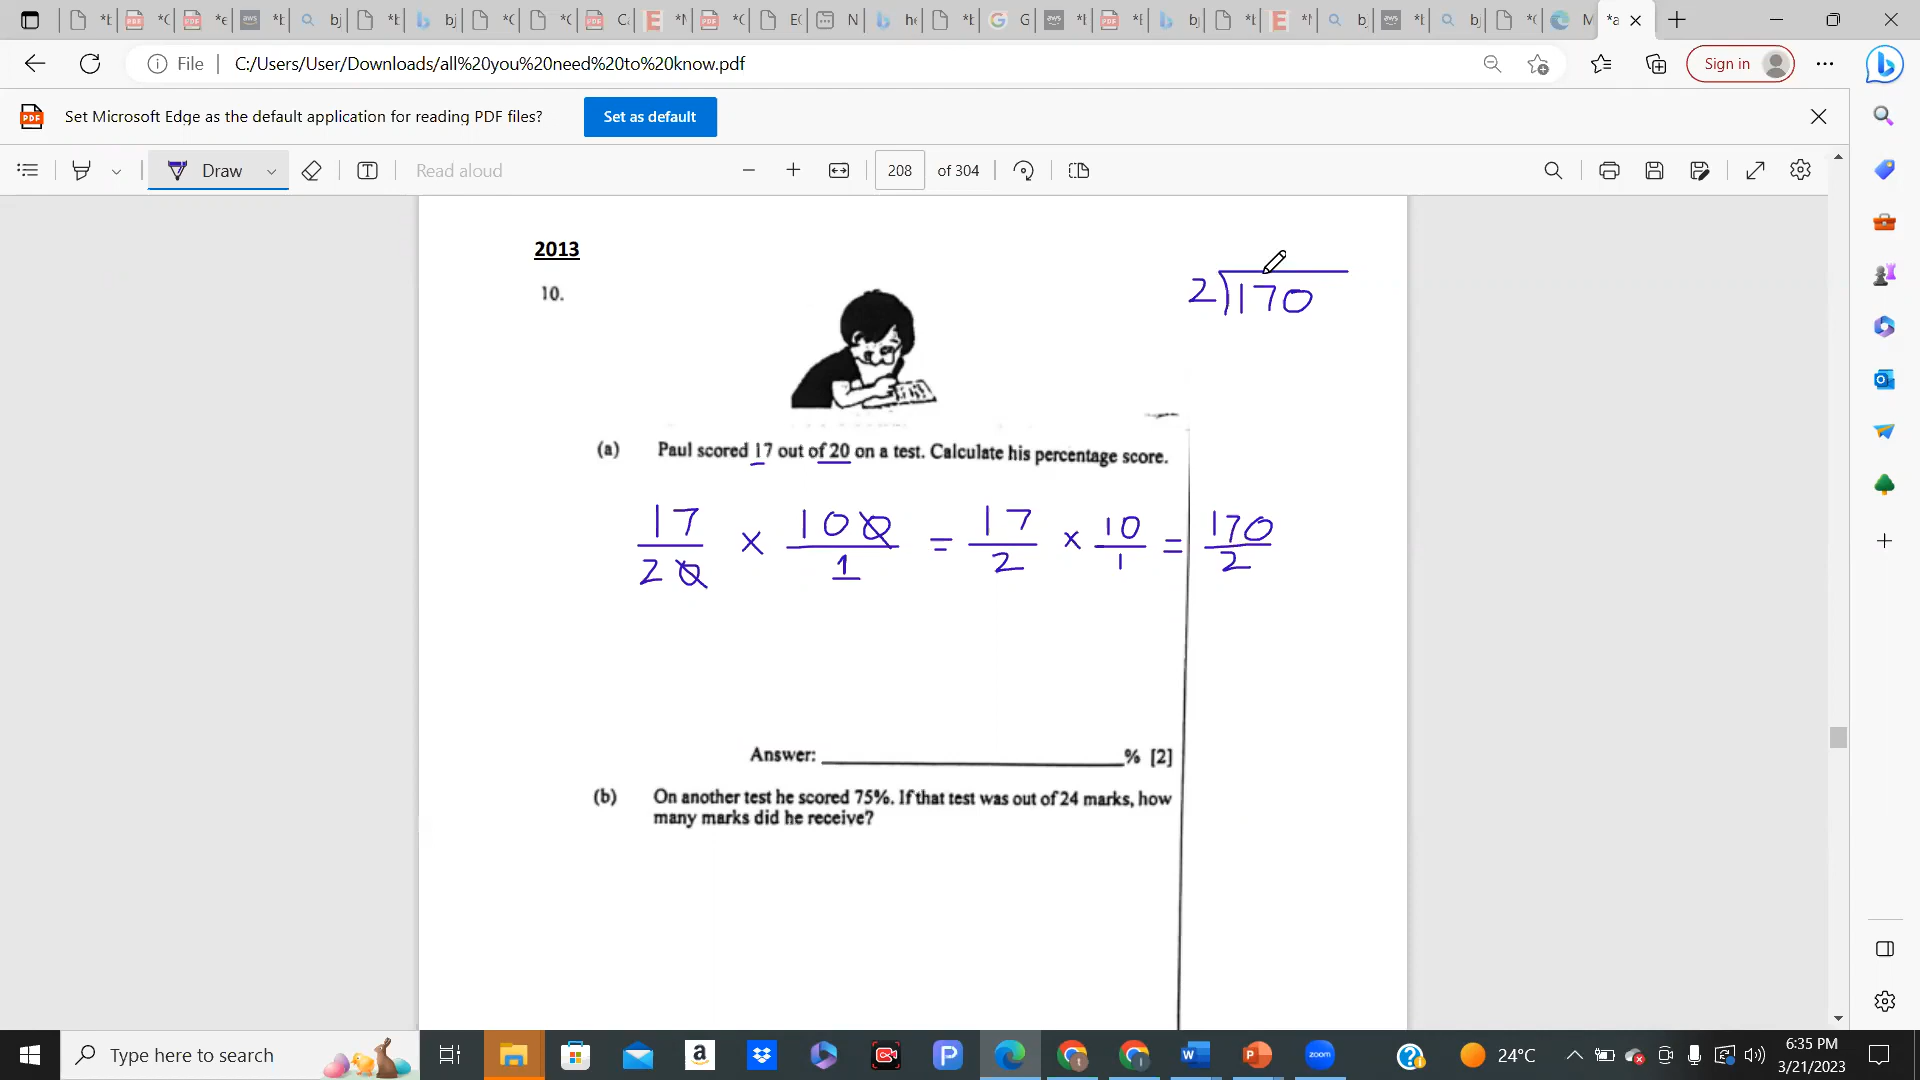 File
C:/Users/User/Downloads/all%20you%20need%20to%20know.pdf
Sign in
Set Microsoft Edge as the default application for reading PDF files?
Set as default
Draw
Read aloud
208 of 304
2013
10.
2)170
(a) Paul scored 17 out of 20 on a test. Calculate his percentage score.
17/20 × 100/1 = 17/2 × 10/1 = 170/2
Answer: ____________________% [2]
(b) On another test he scored 75%. If that test was out of 24 marks, how
many marks did he receive?
Type here to search
zoom
24°C
6:35 PM
3/21/2023